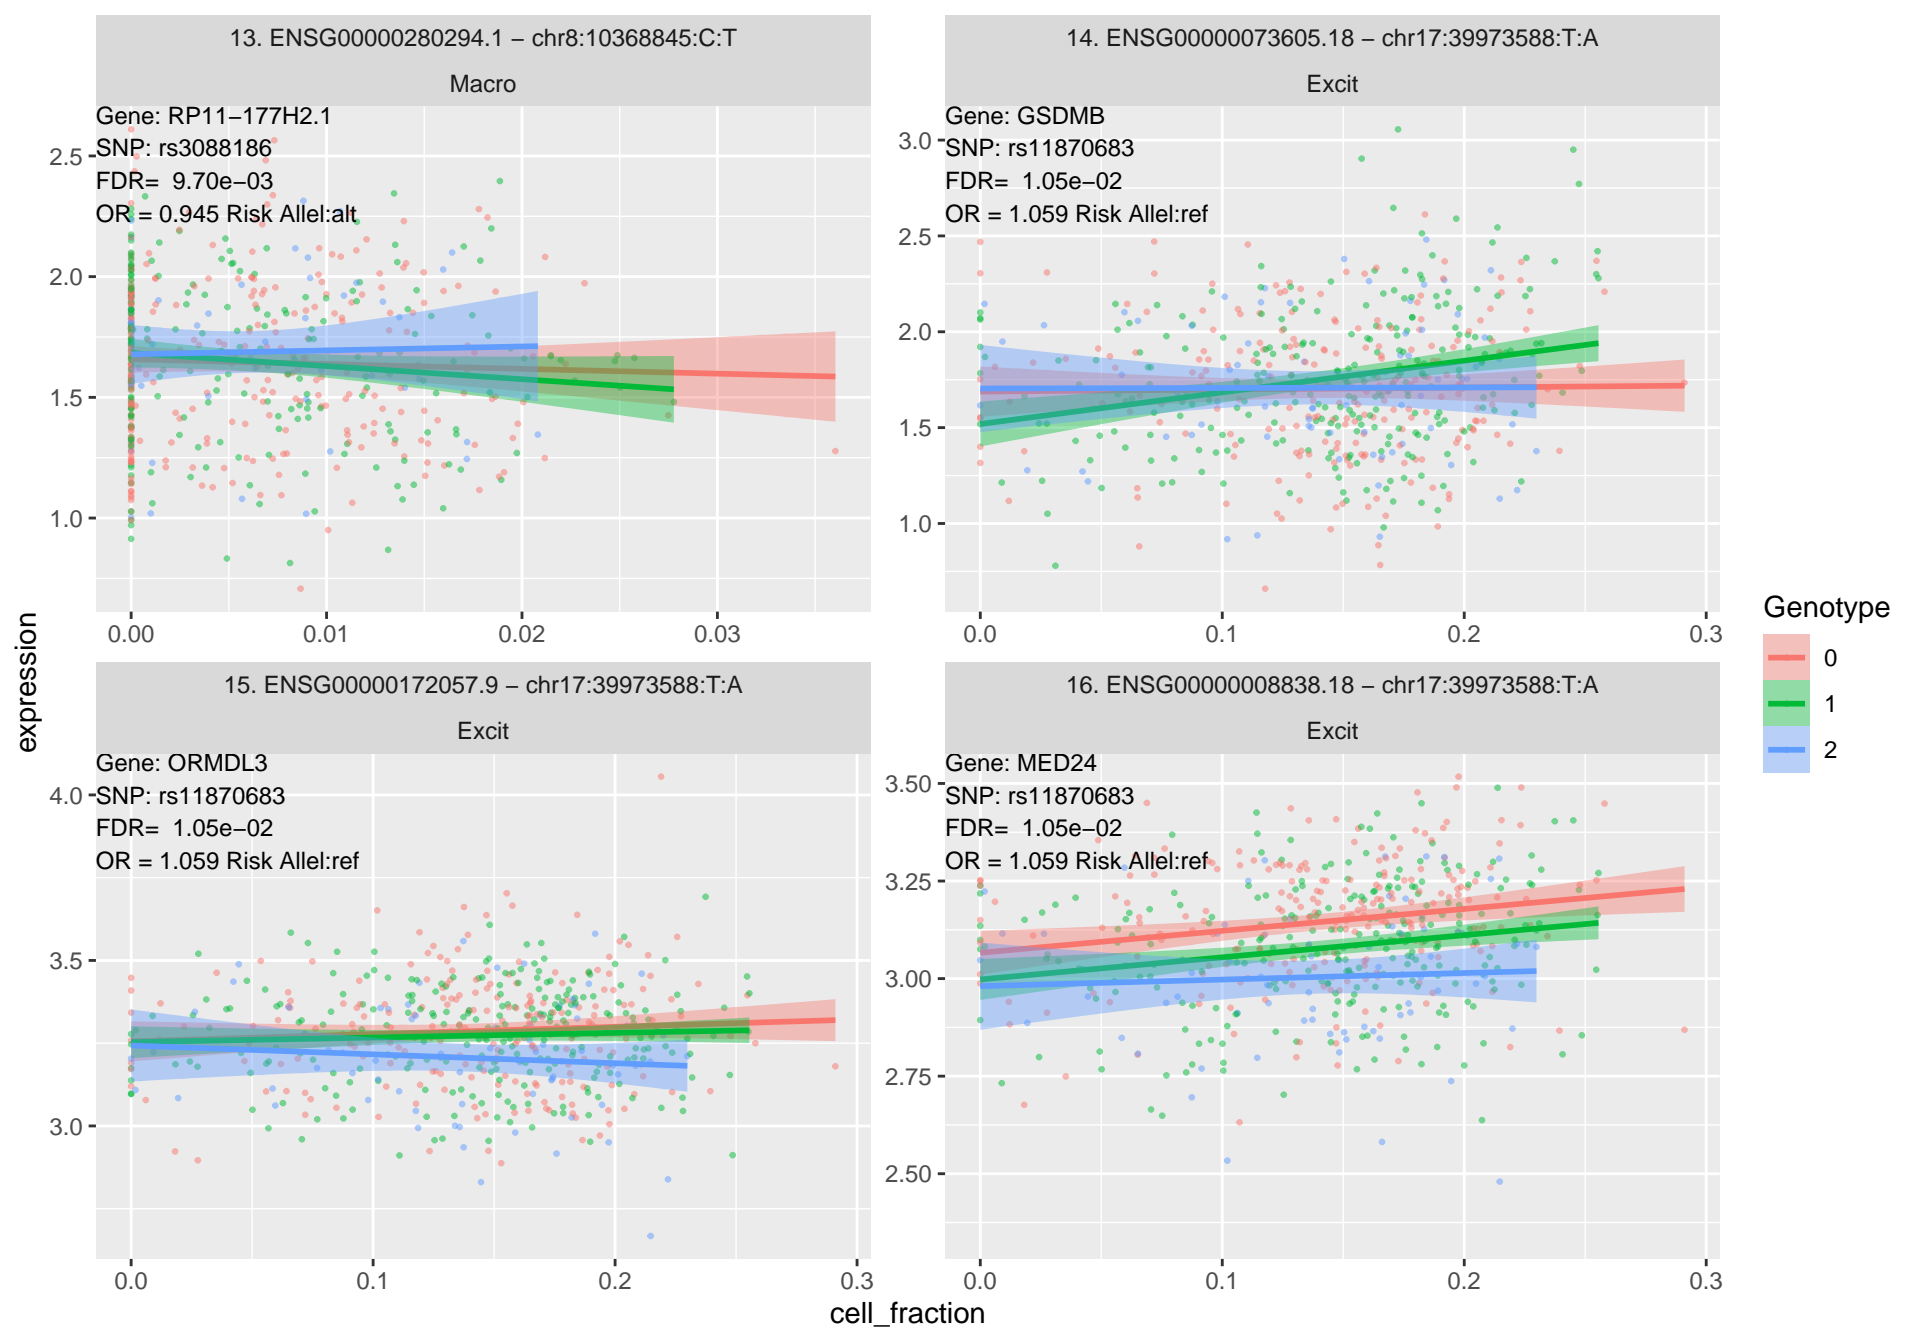 13. ENSG00000280294.1 – chr8:10368845:C:T
Macro
Gene: RP11–177H2.1
SNP: rs3088186
FDR= 9.70e–03
OR = 0.945 Risk Allel:alt
2.5
2.0
1.5
1.0
0.00 0.01 0.02 0.03
14. ENSG00000073605.18 – chr17:39973588:T:A
Excit
Gene: GSDMB
SNP: rs11870683
FDR= 1.05e–02
OR = 1.059 Risk Allel:ref
3.0
2.5
2.0
1.5
1.0
0.0 0.1 0.2 0.3
15. ENSG00000172057.9 – chr17:39973588:T:A
Excit
Gene: ORMDL3
SNP: rs11870683
FDR= 1.05e–02
OR = 1.059 Risk Allel:ref
4.0
3.5
3.0
0.0 0.1 0.2 0.3
16. ENSG00000008838.18 – chr17:39973588:T:A
Excit
Gene: MED24
SNP: rs11870683
FDR= 1.05e–02
OR = 1.059 Risk Allel:ref
3.50
3.25
3.00
2.75
2.50
0.0 0.1 0.2 0.3
expression
cell_fraction
Genotype
0
1
2